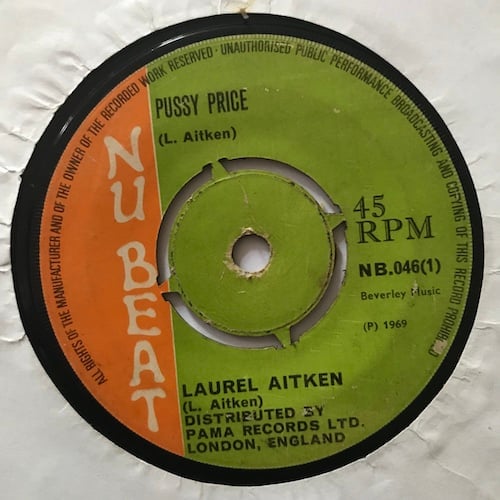 ALL RIGHTS OF THE MANUFACTURER AND OF THE OWNER OF THE RECORDED WORK RESERVED · UNAUTHORISED PUBLIC PERFORMANCE BROADCASTING AND COPYING OF THIS RECORD PROHIBITED
NU BEAT
PUSSY PRICE
(L. Aitken)
45
RPM
NB.046(1)
Beverley Music
(P) 1969
LAUREL AITKEN
(L. Aitken)
DISTRIBUTED BY
PAMA RECORDS LTD.
LONDON, ENGLAND